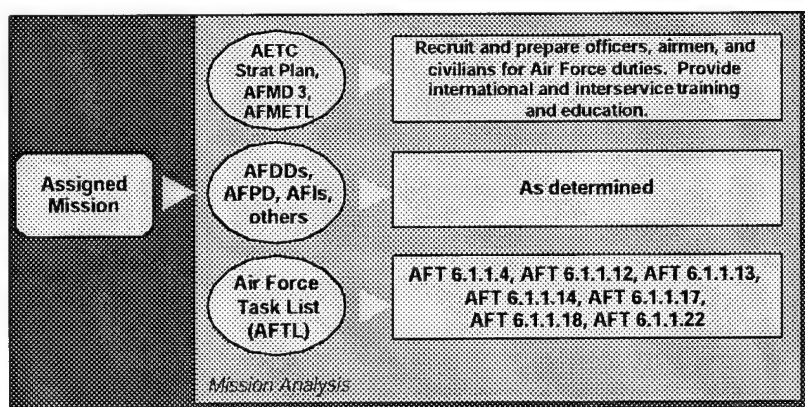 AETC
Strat Plan,
AFMD 3,
AFMETL
Recruit and prepare officers, airmen, and
civilians for Air Force duties. Provide
international and interservice training
and education.
Assigned
Mission
AFDDs,
AFPD, AFIs,
others
As determined
Air Force
Task List
(AFTL)
AFT 6.1.1.4, AFT 6.1.1.12, AFT 6.1.1.13,
AFT 6.1.1.14, AFT 6.1.1.17,
AFT 6.1.1.18, AFT 6.1.1.22
Mission Analysis